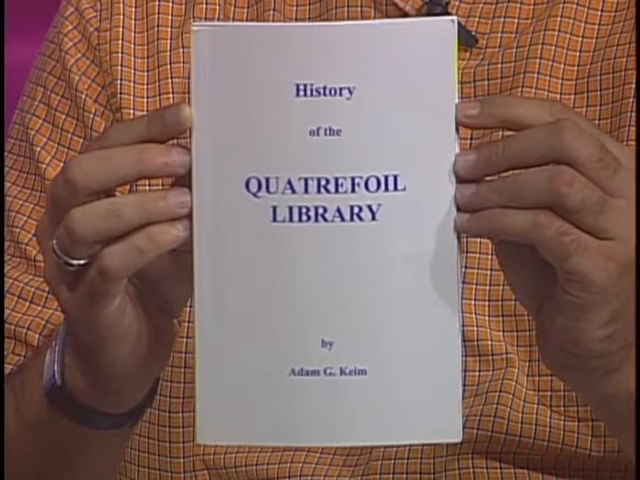 History
of the
QUATREFOIL
LIBRARY
by
Adam G. Keim